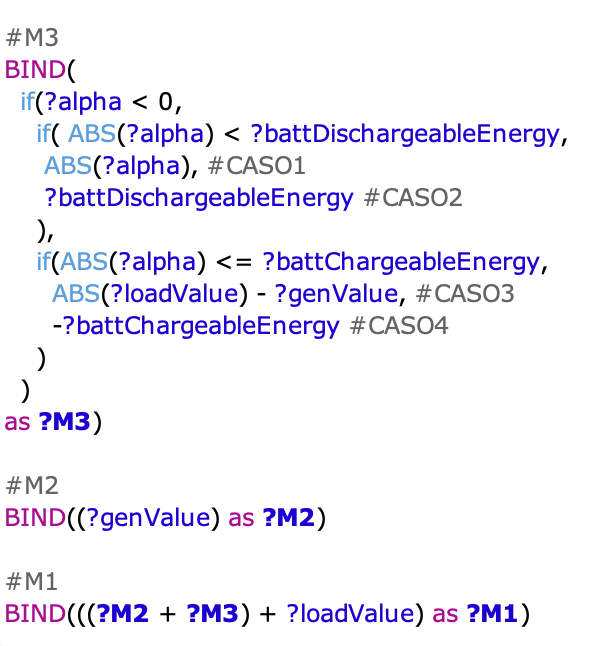 #M3
BIND(
if(?alpha < 0,
if( ABS(?alpha) < ?battDischargeableEnergy,
ABS(?alpha), #CASO1
?battDischargeableEnergy #CASO2
),
if(ABS(?alpha) <= ?battChargeableEnergy,
ABS(?loadValue) - ?genValue, #CASO3
-?battChargeableEnergy #CASO4
)
)
as ?M3)
#M2
BIND((?genValue) as ?M2)
#M1
BIND(((?M2 + ?M3) + ?loadValue) as ?M1)